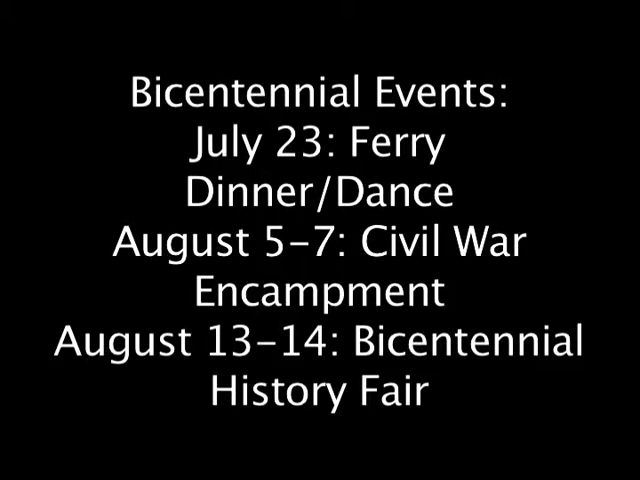 Bicentennial Events:
July 23: Ferry
Dinner/Dance
August 5-7: Civil War
Encampment
August 13-14: Bicentennial
History Fair